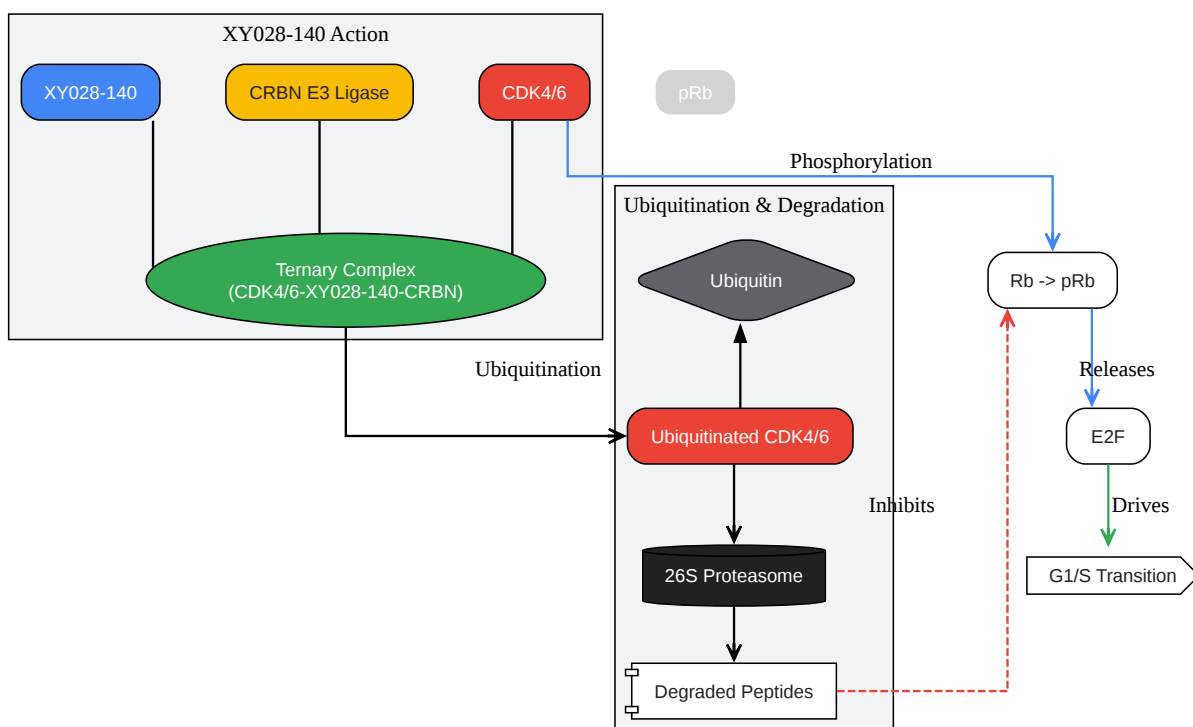 XY028-140 Action
XY028-140
CRBN E3 Ligase
CDK4/6
pRb
Phosphorylation
Ubiquitination & Degradation
Ternary Complex
(CDK4/6-XY028-140-CRBN)
Ubiquitin
Rb -> pRb
Ubiquitination
Releases
Ubiquitinated CDK4/6
E2F
Inhibits
Drives
26S Proteasome
G1/S Transition
Degraded Peptides